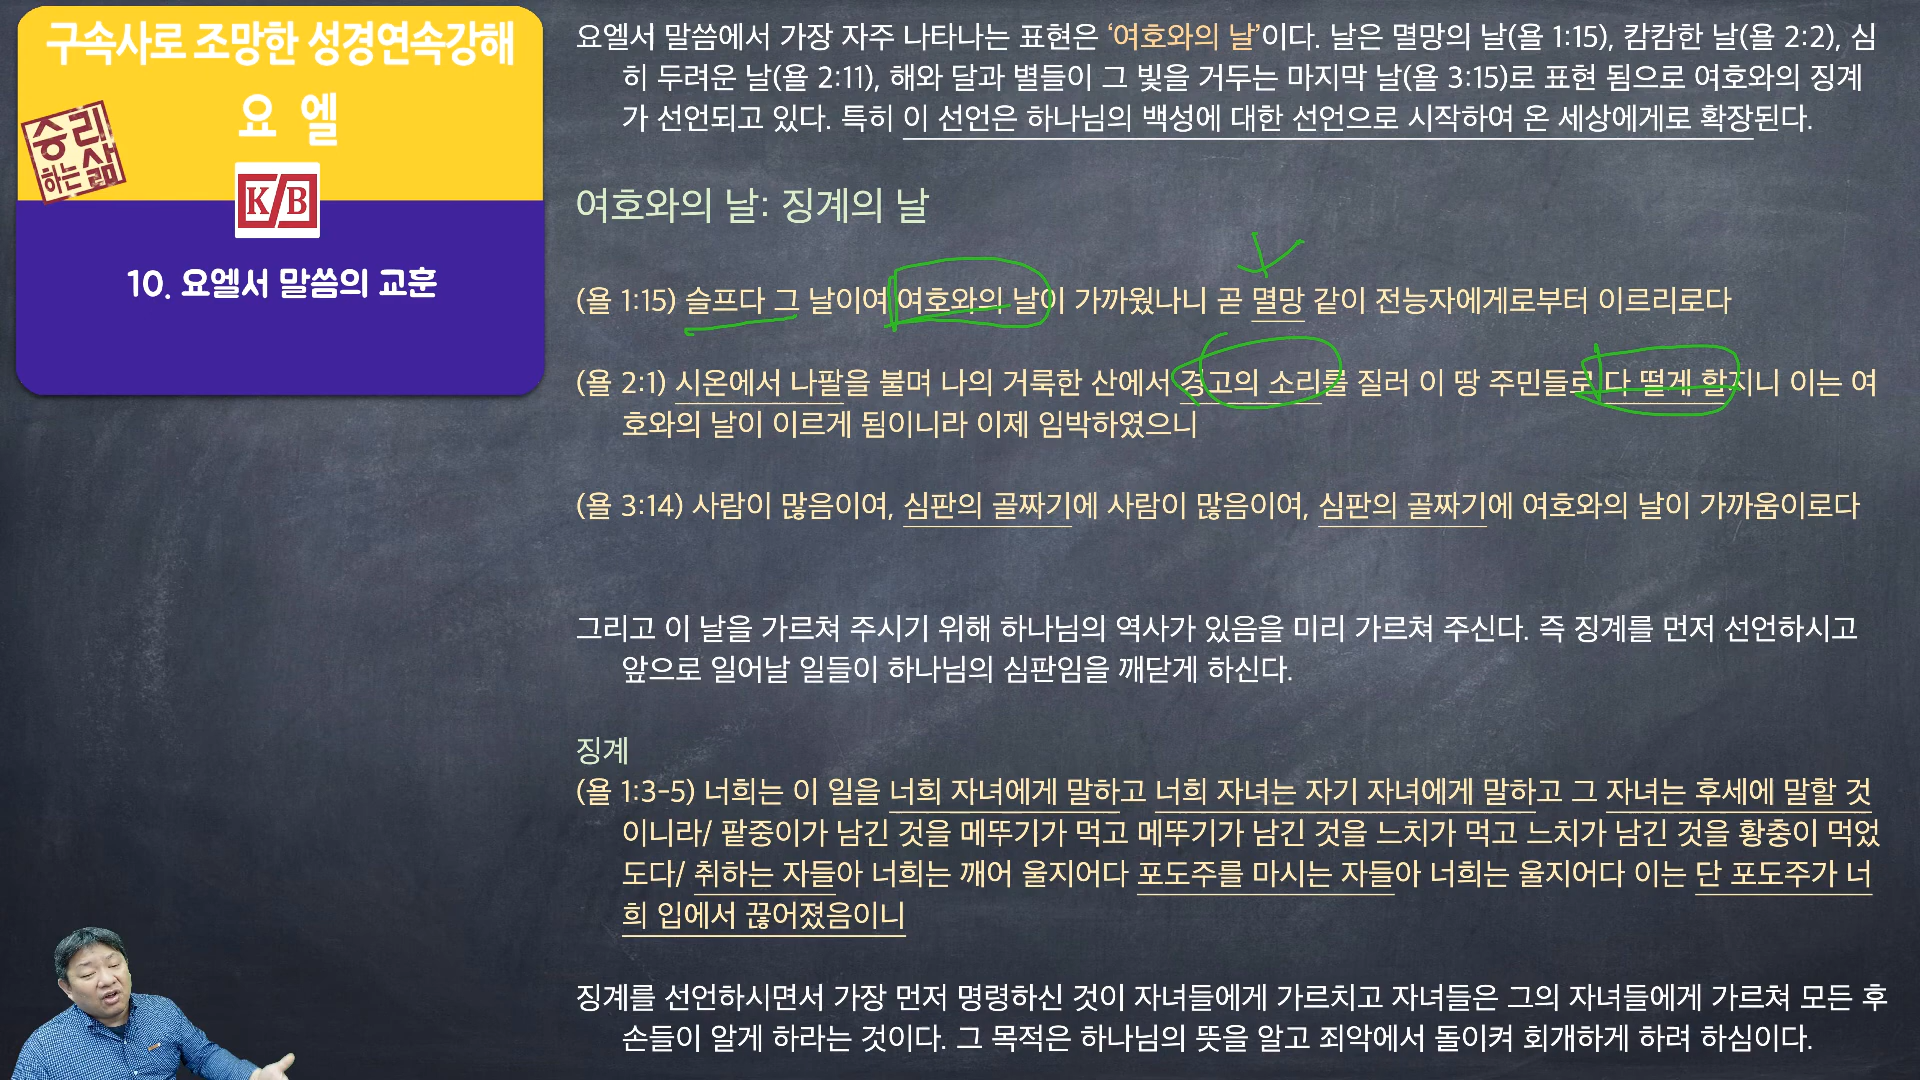 구속사로 조망한 성경연속강해
요 엘
승리
하는 삶
K/B
10. 요엘서 말씀의 교훈
요엘서 말씀에서 가장 자주 나타나는 표현은 ‘여호와의 날’이다. 날은 멸망의 날(욜 1:15), 캄캄한 날(욜 2:2), 심
히 두려운 날(욜 2:11), 해와 달과 별들이 그 빛을 거두는 마지막 날(욜 3:15)로 표현 됨으로 여호와의 징계
가 선언되고 있다. 특히 이 선언은 하나님의 백성에 대한 선언으로 시작하여 온 세상에게로 확장된다.
여호와의 날: 징계의 날
(욜 1:15) 슬프다 그 날이여 여호와의 날이 가까웠나니 곧 멸망 같이 전능자에게로부터 이르리로다
(욜 2:1) 시온에서 나팔을 불며 나의 거룩한 산에서 경고의 소리를 질러 이 땅 주민들로 다 떨게 할지니 이는 여
호와의 날이 이르게 됨이니라 이제 임박하였으니
(욜 3:14) 사람이 많음이여, 심판의 골짜기에 사람이 많음이여, 심판의 골짜기에 여호와의 날이 가까움이로다
그리고 이 날을 가르쳐 주시기 위해 하나님의 역사가 있음을 미리 가르쳐 주신다. 즉 징계를 먼저 선언하시고
앞으로 일어날 일들이 하나님의 심판임을 깨닫게 하신다.
징계
(욜 1:3-5) 너희는 이 일을 너희 자녀에게 말하고 너희 자녀는 자기 자녀에게 말하고 그 자녀는 후세에 말할 것
이니라/ 팥중이가 남긴 것을 메뚜기가 먹고 메뚜기가 남긴 것을 느치가 먹고 느치가 남긴 것을 황충이 먹었
도다/ 취하는 자들아 너희는 깨어 울지어다 포도주를 마시는 자들아 너희는 울지어다 이는 단 포도주가 너
희 입에서 끊어졌음이니
징계를 선언하시면서 가장 먼저 명령하신 것이 자녀들에게 가르치고 자녀들은 그의 자녀들에게 가르쳐 모든 후
손들이 알게 하라는 것이다. 그 목적은 하나님의 뜻을 알고 죄악에서 돌이켜 회개하게 하려 하심이다.